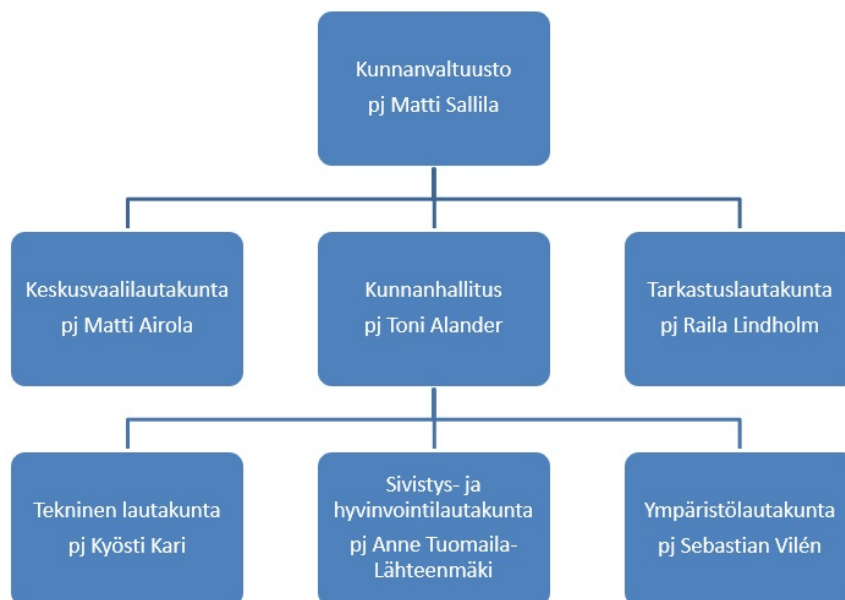 Kunnanvaltuusto
pj Matti Sallila
Keskusvaalilautakunta
pj Matti Airola
Kunnanhallitus
pj Toni Alander
Tarkastuslautakunta
pj Raila Lindholm
Tekninen lautakunta
pj Kyösti Kari
Sivistys- ja
hyvinvointilautakunta
pj Anne Tuomaila-
Lähteenmäki
Ympäristölautakunta
pj Sebastian Vilén